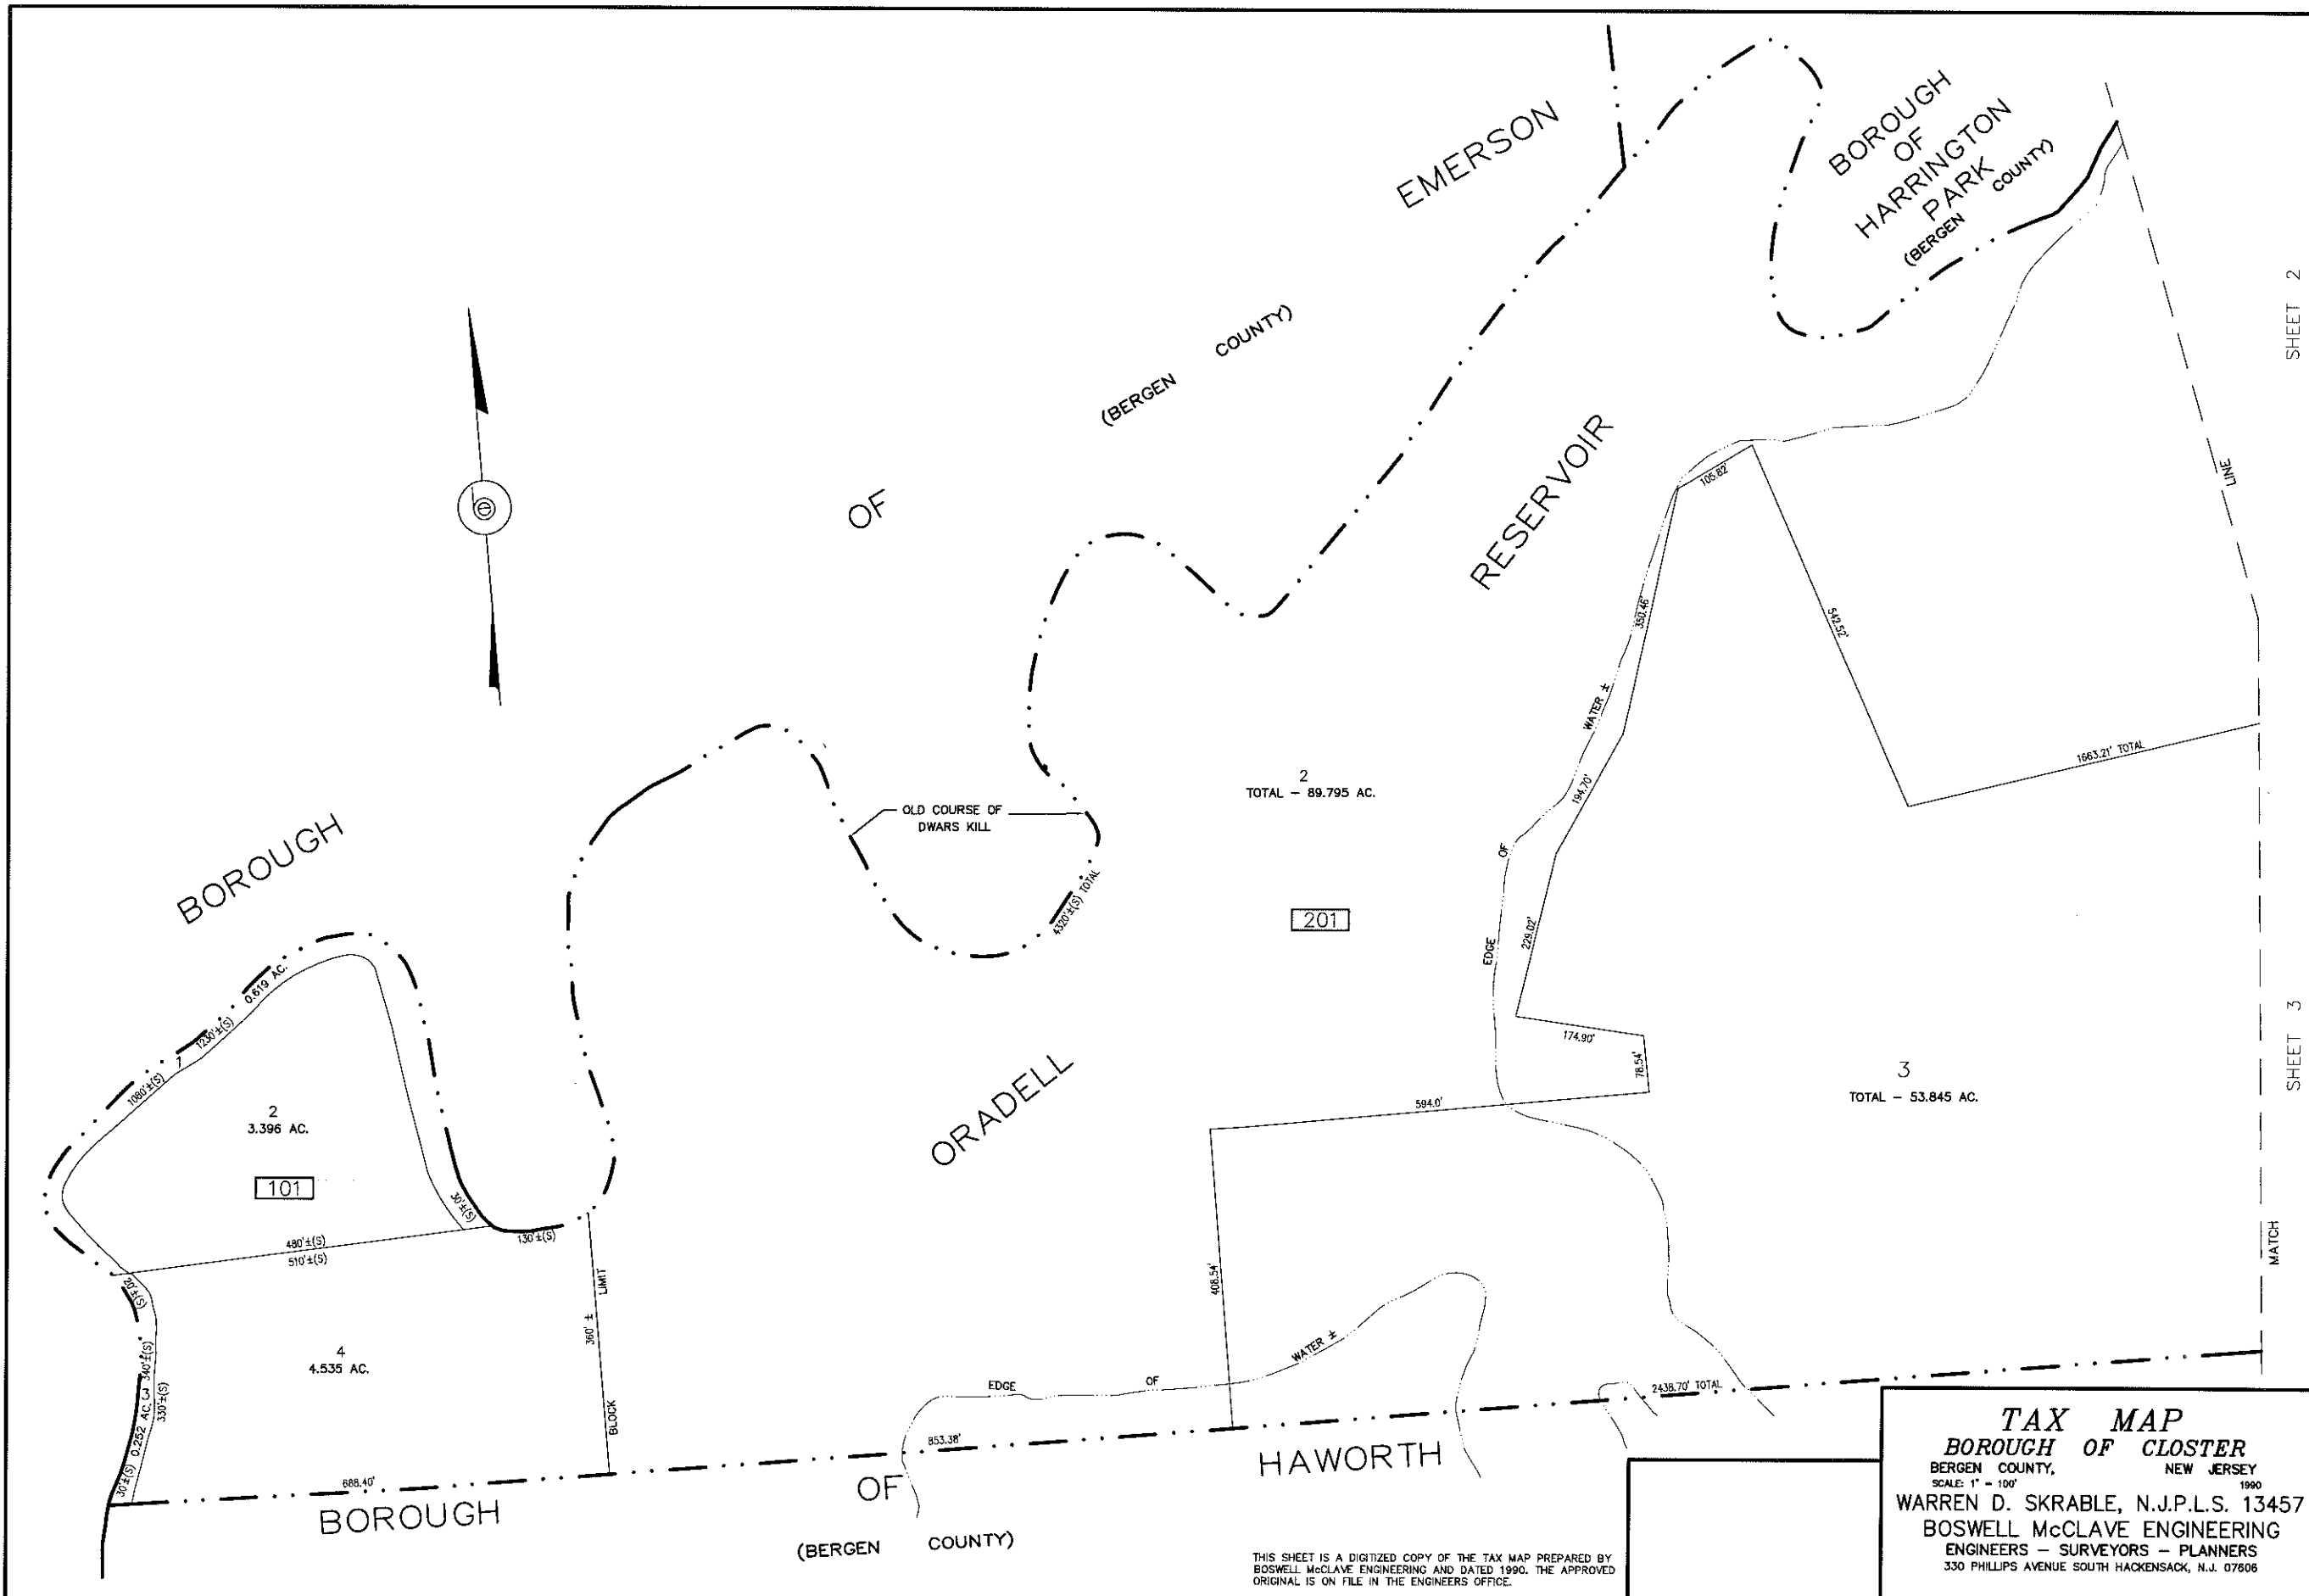 EMERSON
BOROUGH
OF
HARRINGTON
PARK
(BERGEN COUNTY)
SHEET 2
(BERGEN COUNTY)
OF
RESERVOIR
105.82'
LINE
350.46'
542.52'
WATER ±
194.70'
1663.21' TOTAL
2
TOTAL - 89.795 AC.
OLD COURSE OF
DWARS KILL
BOROUGH
OF
4320'±(S) TOTAL
201
EDGE
229.02'
0.619 AC.
1230'±(S)
1
1080'±(S)
174.90'
78.54'
3
TOTAL - 53.845 AC.
SHEET 3
2
3.396 AC.
101
ORADELL
594.0'
30'±(S)
480'±(S)
510'±(S)
130'±(S)
20'±(S)
LIMIT
360' ±
BLOCK
408.54'
MATCH
4
4.535 AC.
340'±(S)
3
0.252 AC.
330'±(S)
30'±(S)
WATER ±
EDGE
OF
2438.70' TOTAL
853.38'
688.40'
BOROUGH
OF
HAWORTH
(BERGEN COUNTY)
THIS SHEET IS A DIGITIZED COPY OF THE TAX MAP PREPARED BY
BOSWELL McCLAVE ENGINEERING AND DATED 1990. THE APPROVED
ORIGINAL IS ON FILE IN THE ENGINEERS OFFICE.
TAX MAP
BOROUGH OF CLOSTER
BERGEN COUNTY, NEW JERSEY
SCALE: 1" - 100' 1990
WARREN D. SKRABLE, N.J.P.L.S. 13457
BOSWELL McCLAVE ENGINEERING
ENGINEERS - SURVEYORS - PLANNERS
330 PHILLIPS AVENUE SOUTH HACKENSACK, N.J. 07606